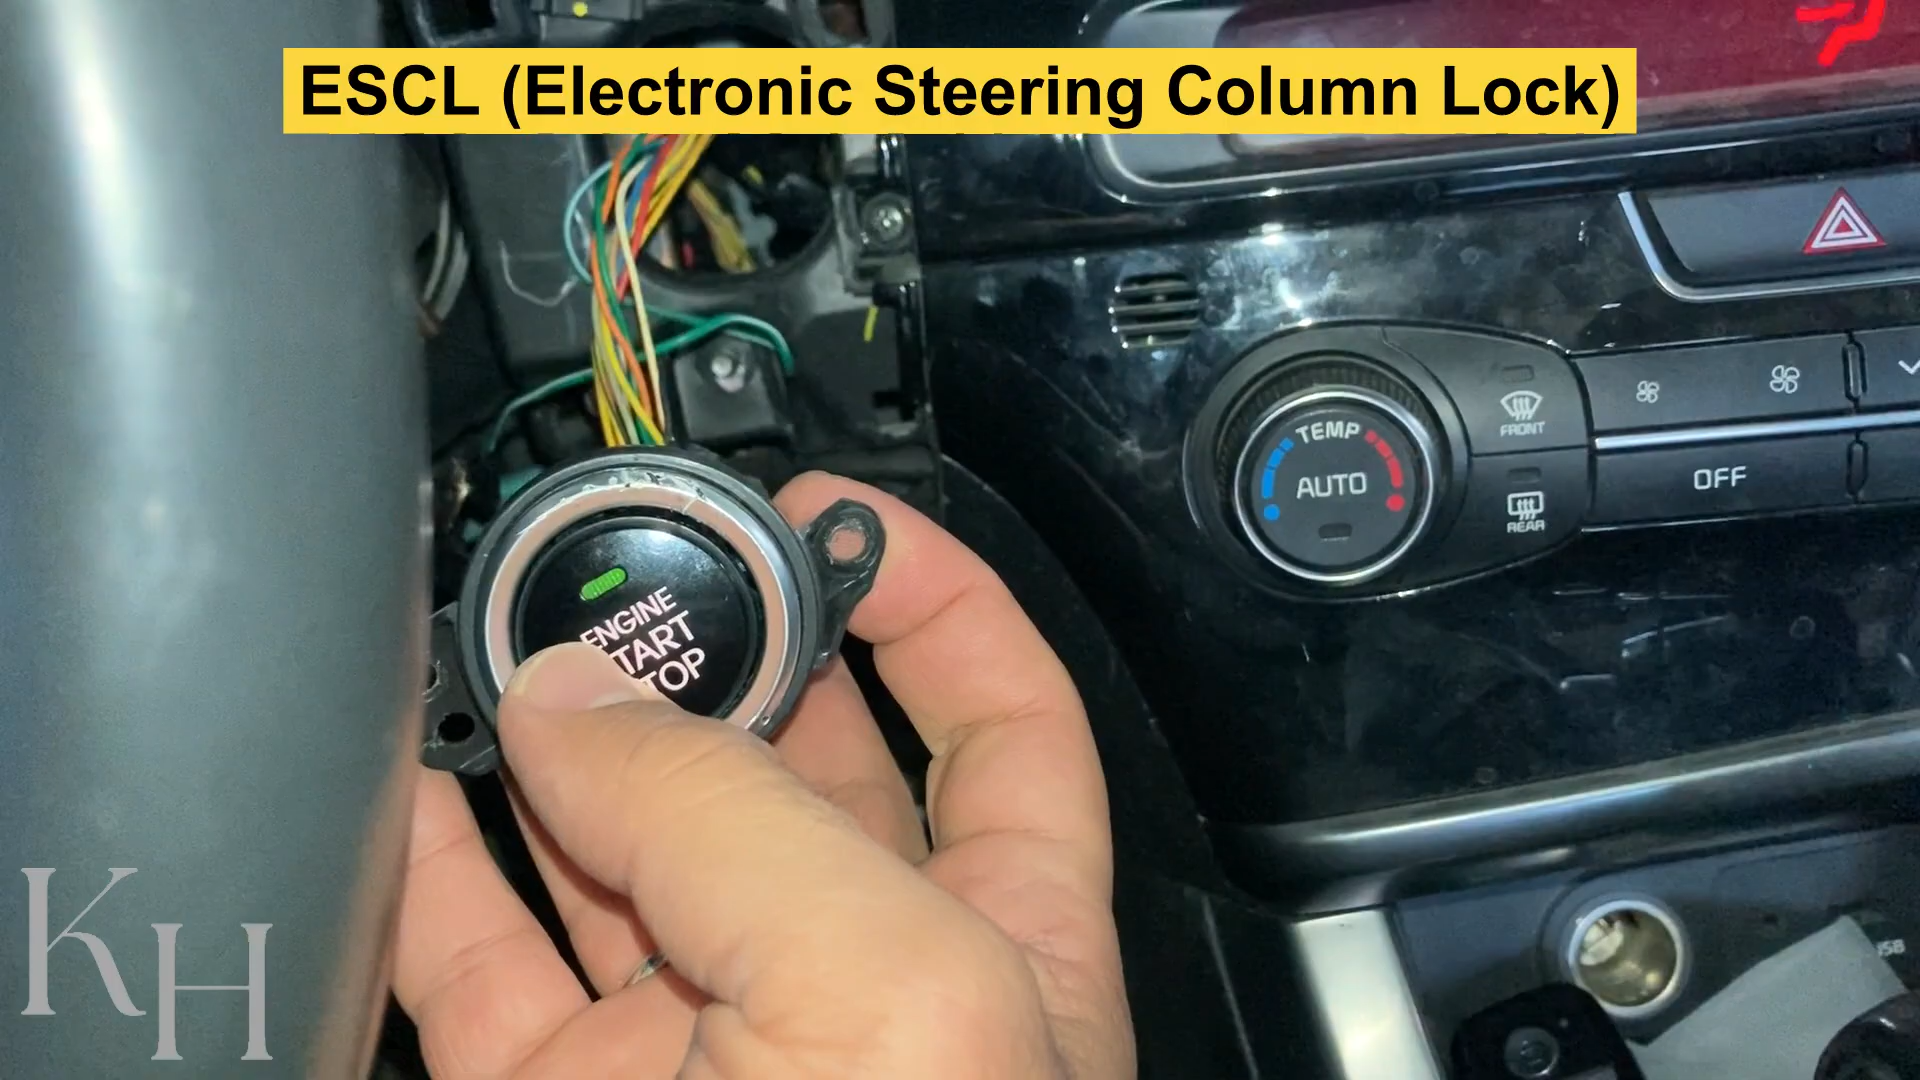 ESCL (Electronic Steering Column Lock)
TEMP
AUTO
FRONT
REAR
OFF
ENGINE
TART
TOP
KH